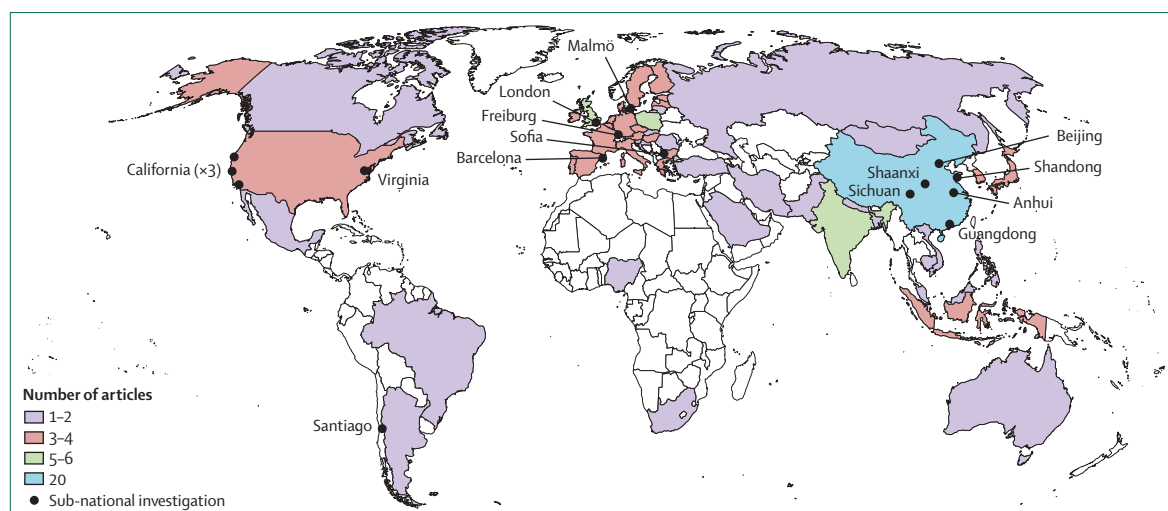 Malmö
London
Freiburg
Sofia
Barcelona
California (×3)
Virginia
Beijing
Shandong
Shaanxi
Sichuan
Anhui
Guangdong
Santiago
Number of articles
1–2
3–4
5–6
20
Sub-national investigation